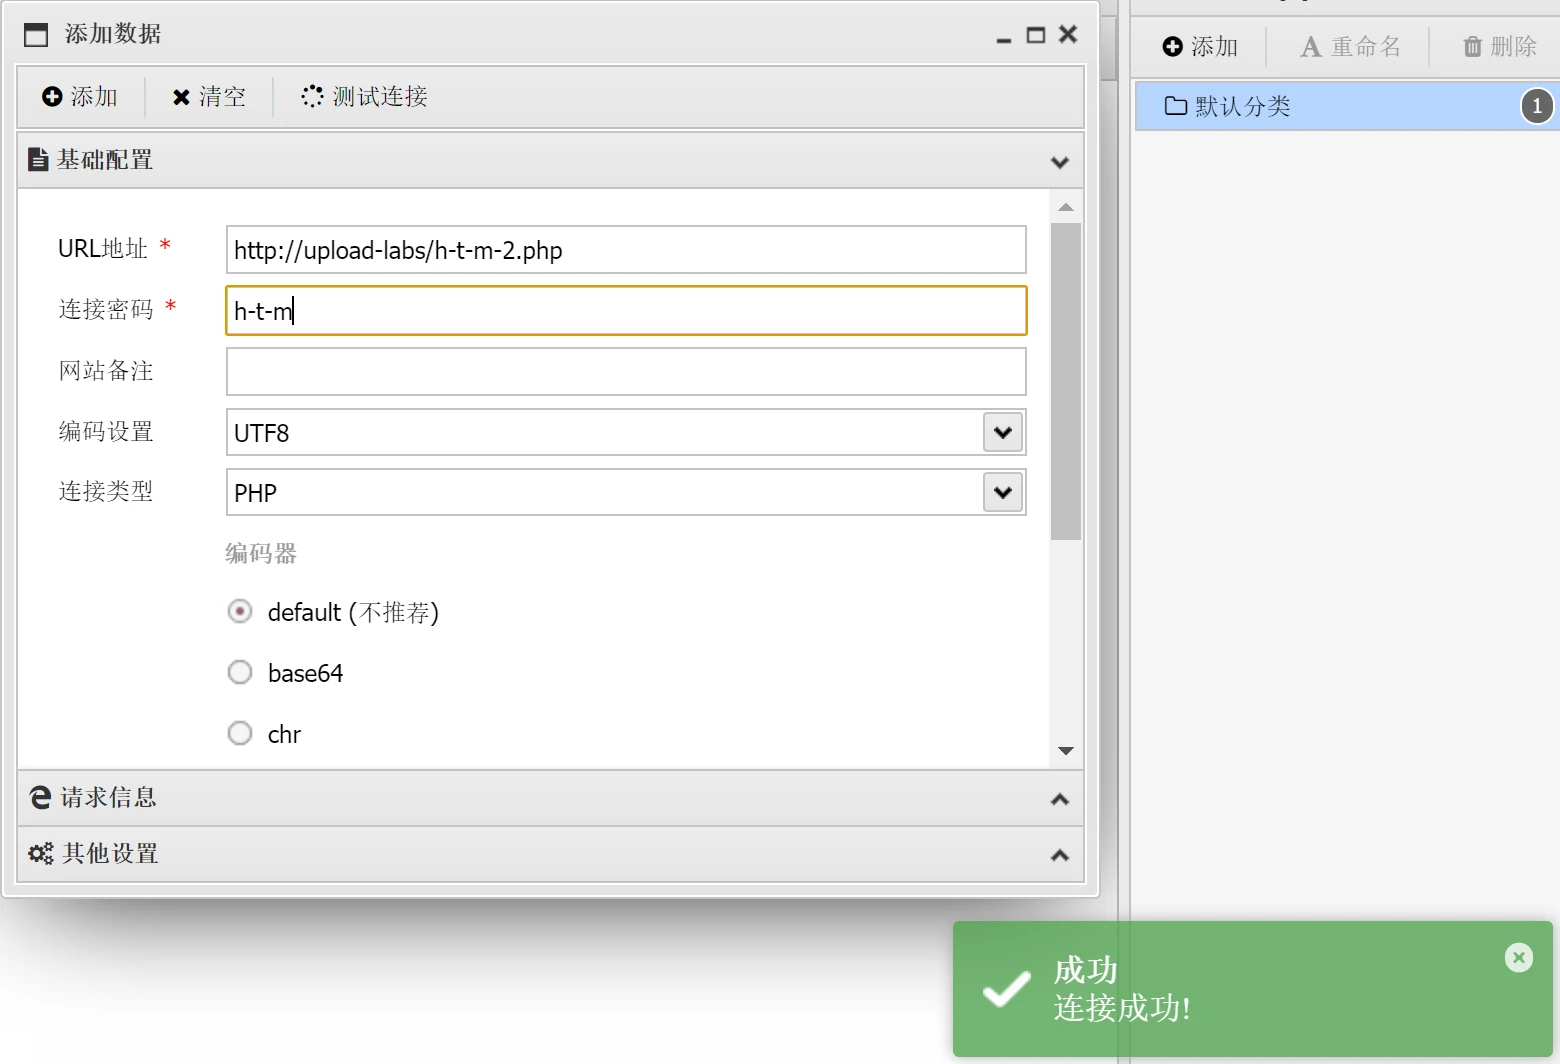 添加数据
添加 清空 测试连接
基础配置
URL地址 *
http://upload-labs/h-t-m-2.php
连接密码 *
h-t-m
网站备注
编码设置
UTF8
连接类型
PHP
编码器
default (不推荐)
base64
chr
请求信息
其他设置
添加 A 重命名 删除
默认分类 1
成功
连接成功!